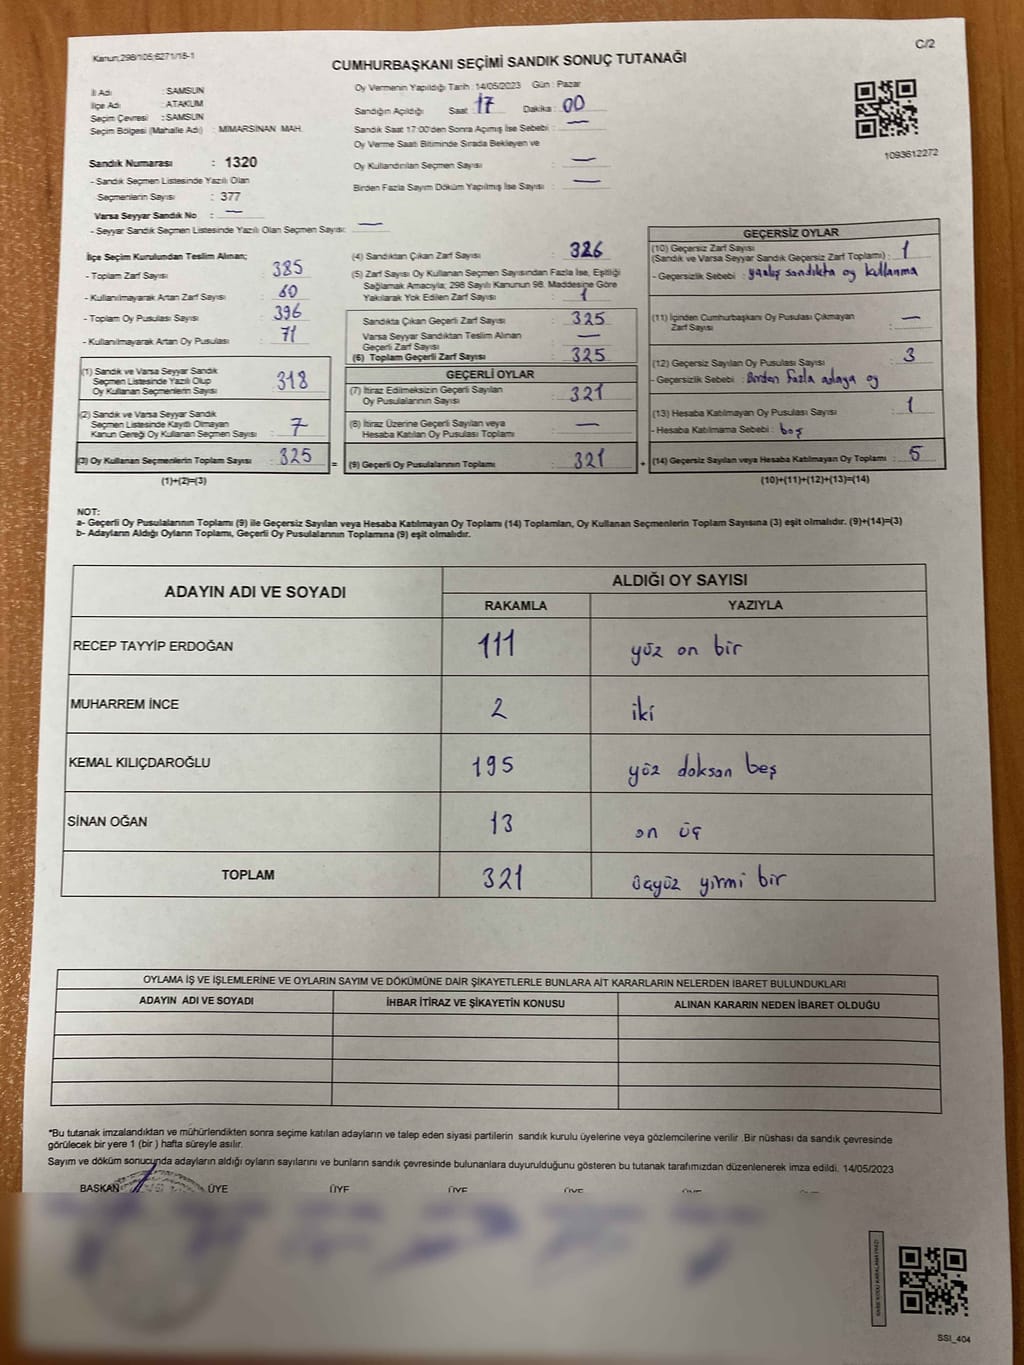 Kanun;298/105;6271/15-1
C/2
CUMHURBAŞKANI SEÇİMİ SANDIK SONUÇ TUTANAĞI
İl Adı : SAMSUN
İlçe Adı : ATAKUM
Seçim Çevresi : SAMSUN
Seçim Bölgesi (Mahalle Adı) : MİMARSİNAN MAH.
Sandık Numarası : 1320
- Sandık Seçmen Listesinde Yazılı Olan
Seçmenlerin Sayısı : 377
Varsa Seyyar Sandık No : —
- Seyyar Sandık Seçmen Listesinde Yazılı Olan Seçmen Sayısı: —
Oy Vermenin Yapıldığı Tarih : 14/05/2023 Gün : Pazar
Sandığın Açıldığı Saat : 17 Dakika : 00
Sandık Saat 17:00'den Sonra Açılmış İse Sebebi : —
Oy Verme Saati Bitiminde Sırada Bekleyen ve
Oy Kullandırılan Seçmen Sayısı : —
Birden Fazla Sayım Döküm Yapılmış İse Sayısı : —
1093612272
İlçe Seçim Kurulundan Teslim Alınan;
- Toplam Zarf Sayısı : 385
- Kullanılmayarak Artan Zarf Sayısı : 60
- Toplam Oy Pusulası Sayısı : 396
- Kullanılmayarak Artan Oy Pusulası : 71
(1) Sandık ve Varsa Seyyar Sandık
Seçmen Listesinde Yazılı Olup
Oy Kullanan Seçmenlerin Sayısı : 318
(2) Sandık ve Varsa Seyyar Sandık
Seçmen Listesinde Kayıtlı Olmayan
Kanun Gereği Oy Kullanan Seçmen Sayısı : 7
(3) Oy Kullanan Seçmenlerin Toplam Sayısı : 325
(1)+(2)=(3)
(4) Sandıktan Çıkan Zarf Sayısı : 326
(5) Zarf Sayısı Oy Kullanan Seçmen Sayısından Fazla İse, Eşitliği
Sağlamak Amacıyla; 298 Sayılı Kanunun 98. Maddesine Göre
Yakılarak Yok Edilen Zarf Sayısı : 1
Sandıkta Çıkan Geçerli Zarf Sayısı : 325
Varsa Seyyar Sandıktan Teslim Alınan
Geçerli Zarf Sayısı : —
(6) Toplam Geçerli Zarf Sayısı : 325
GEÇERLİ OYLAR
(7) İtiraz Edilmeksizin Geçerli Sayılan
Oy Pusulalarının Sayısı : 321
(8) İtiraz Üzerine Geçerli Sayılan veya
Hesaba Katılan Oy Pusulası Toplamı : —
= (9) Geçerli Oy Pusulalarının Toplamı : 321
GEÇERSİZ OYLAR
(10) Geçersiz Zarf Sayısı
(Sandık ve Varsa Seyyar Sandık Geçersiz Zarf Toplamı) : 1
- Geçersizlik Sebebi : yanlış sandıkta oy kullanma
(11) İçinden Cumhurbaşkanı Oy Pusulası Çıkmayan
Zarf Sayısı : —
(12) Geçersiz Sayılan Oy Pusulası Sayısı : 3
- Geçersizlik Sebebi : Birden fazla adaya oy
(13) Hesaba Katılmayan Oy Pusulası Sayısı : 1
- Hesaba Katılmama Sebebi : boş
+ (14) Geçersiz Sayılan veya Hesaba Katılmayan Oy Toplamı : 5
(10)+(11)+(12)+(13)=(14)
NOT:
a- Geçerli Oy Pusulalarının Toplamı (9) ile Geçersiz Sayılan veya Hesaba Katılmayan Oy Toplamı (14) Toplamları, Oy Kullanan Seçmenlerin Toplam Sayısına (3) eşit olmalıdır. (9)+(14)=(3)
b- Adayların Aldığı Oyların Toplamı, Geçerli Oy Pusulalarının Toplamına (9) eşit olmalıdır.
ADAYIN ADI VE SOYADI ALDIĞI OY SAYISI
RAKAMLA YAZIYLA
RECEP TAYYİP ERDOĞAN 111 yüz on bir
MUHARREM İNCE 2 iki
KEMAL KILIÇDAROĞLU 195 yüz doksan beş
SİNAN OĞAN 13 on üç
TOPLAM 321 üçyüz yirmi bir
OYLAMA İŞ VE İŞLEMLERİNE VE OYLARIN SAYIM VE DÖKÜMÜNE DAİR ŞİKAYETLERLE BUNLARA AİT KARARLARIN NELERDEN İBARET BULUNDUKLARI
ADAYIN ADI VE SOYADI İHBAR İTİRAZ VE ŞİKAYETİN KONUSU ALINAN KARARIN NEDEN İBARET OLDUĞU
*Bu tutanak imzalandıktan ve mühürlendikten sonra seçime katılan adayların ve talep eden siyasi partilerin sandık kurulu üyelerine veya gözlemcilerine verilir .Bir nüshası da sandık çevresinde
görülecek bir yere 1 (bir ) hafta süreyle asılır.
Sayım ve döküm sonucunda adayların aldığı oyların sayılarını ve bunların sandık çevresinde bulunanlara duyurulduğunu gösteren bu tutanak tarafımızdan düzenlenerek imza edildi. 14/05/2023
BAŞKAN ÜYE ÜYE ÜYE ÜYE ÜYE ÜYE
SSI_404